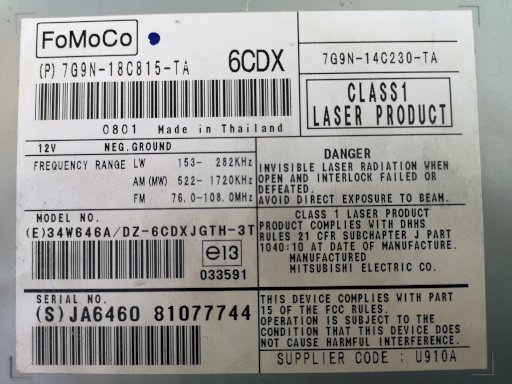 FoMoCo
(P) 7G9N-18C815-TA 6CDX
7G9N-14C230-TA
CLASS1
LASER PRODUCT
0801 Made in Thailand
12V NEG.GROUND
FREQUENCY RANGE LW 153- 282KHz
AM (MW) 522- 1720KHz
FM 76.0-108.0MHz
DANGER
INVISIBLE LASER RADIATION WHEN
OPEN AND INTERLOCK FAILED OR
DEFEATED.
AVOID DIRECT EXPOSURE TO BEAM.
MODEL NO.
(E)34W646A/DZ-6CDXJGTH-3T
e13
033591
CLASS 1 LASER PRODUCT
PRODUCT COMPLIES WITH DHHS
RULES 21 CFR SUBCHAPTER J PART
1040:10 AT DATE OF MANUFACTURE.
MANUFACTURED
MITSUBISHI ELECTRIC CO.
SERIAL NO.
(S)JA6460 81077744
THIS DEVICE COMPLIES WITH PART
15 OF THE FCC RULES.
OPERATION IS SUBJECT TO THE
CONDITION THAT THIS DEVICE DOES
NOT CAUSE HARMFUL INTERFERENCE.
SUPPLIER CODE : U910A